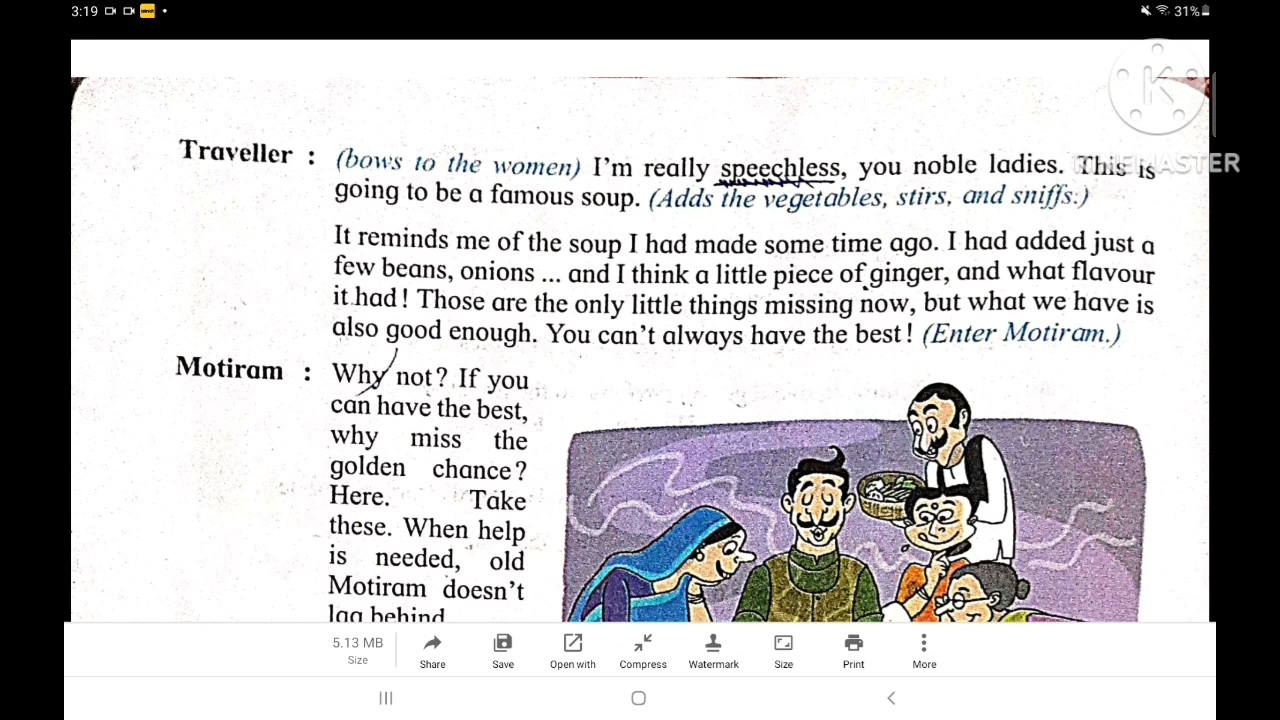 3:19
31%
KINEMASTER
Traveller : (bows to the women) I'm really speechless, you noble ladies. This is
going to be a famous soup. (Adds the vegetables, stirs, and sniffs.)
It reminds me of the soup I had made some time ago. I had added just a
few beans, onions ... and I think a little piece of ginger, and what flavour
it had! Those are the only little things missing now, but what we have is
also good enough. You can't always have the best! (Enter Motiram.)
Motiram : Why not? If you
can have the best,
why miss the
golden chance?
Here. Take
these. When help
is needed, old
Motiram doesn't
lag behind
5.13 MB
Size
Share
Save
Open with
Compress
Watermark
Size
Print
More